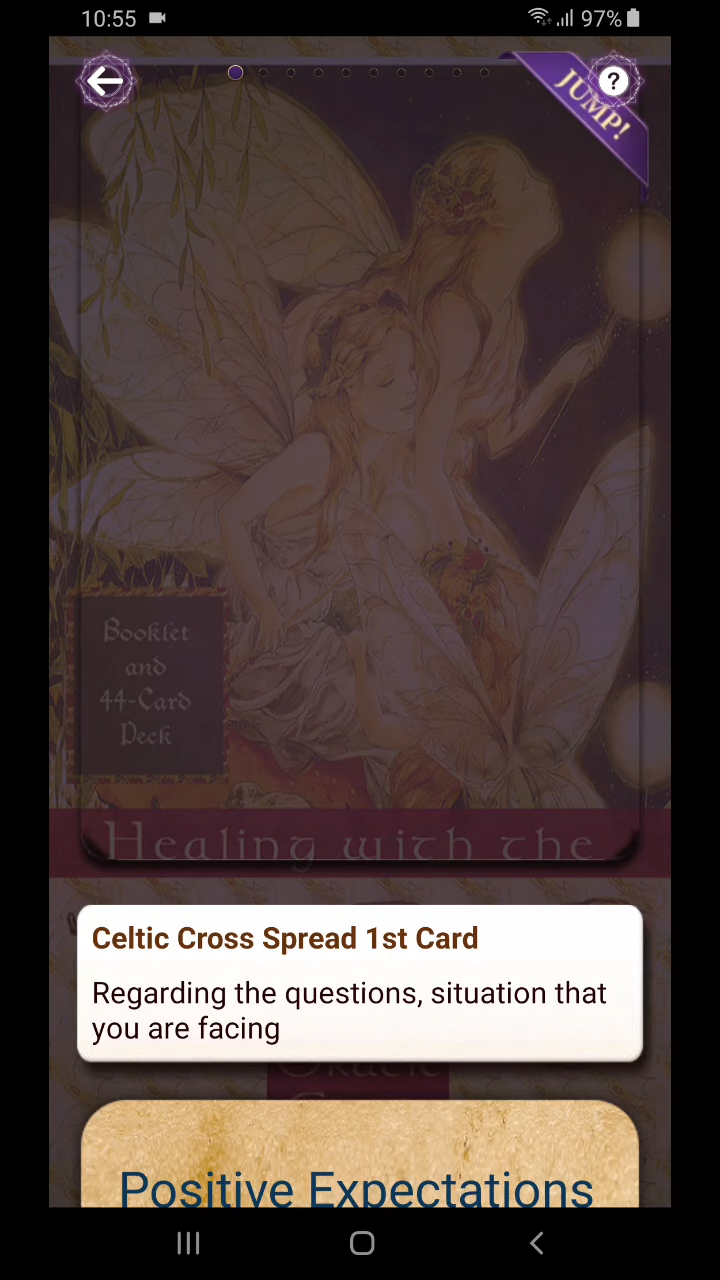 10:55
97%
?
JUMP!
Booklet
and
44-Card
Deck
Healing with the
Celtic Cross Spread 1st Card
Regarding the questions, situation that
you are facing
Oracle
Positive Expectations